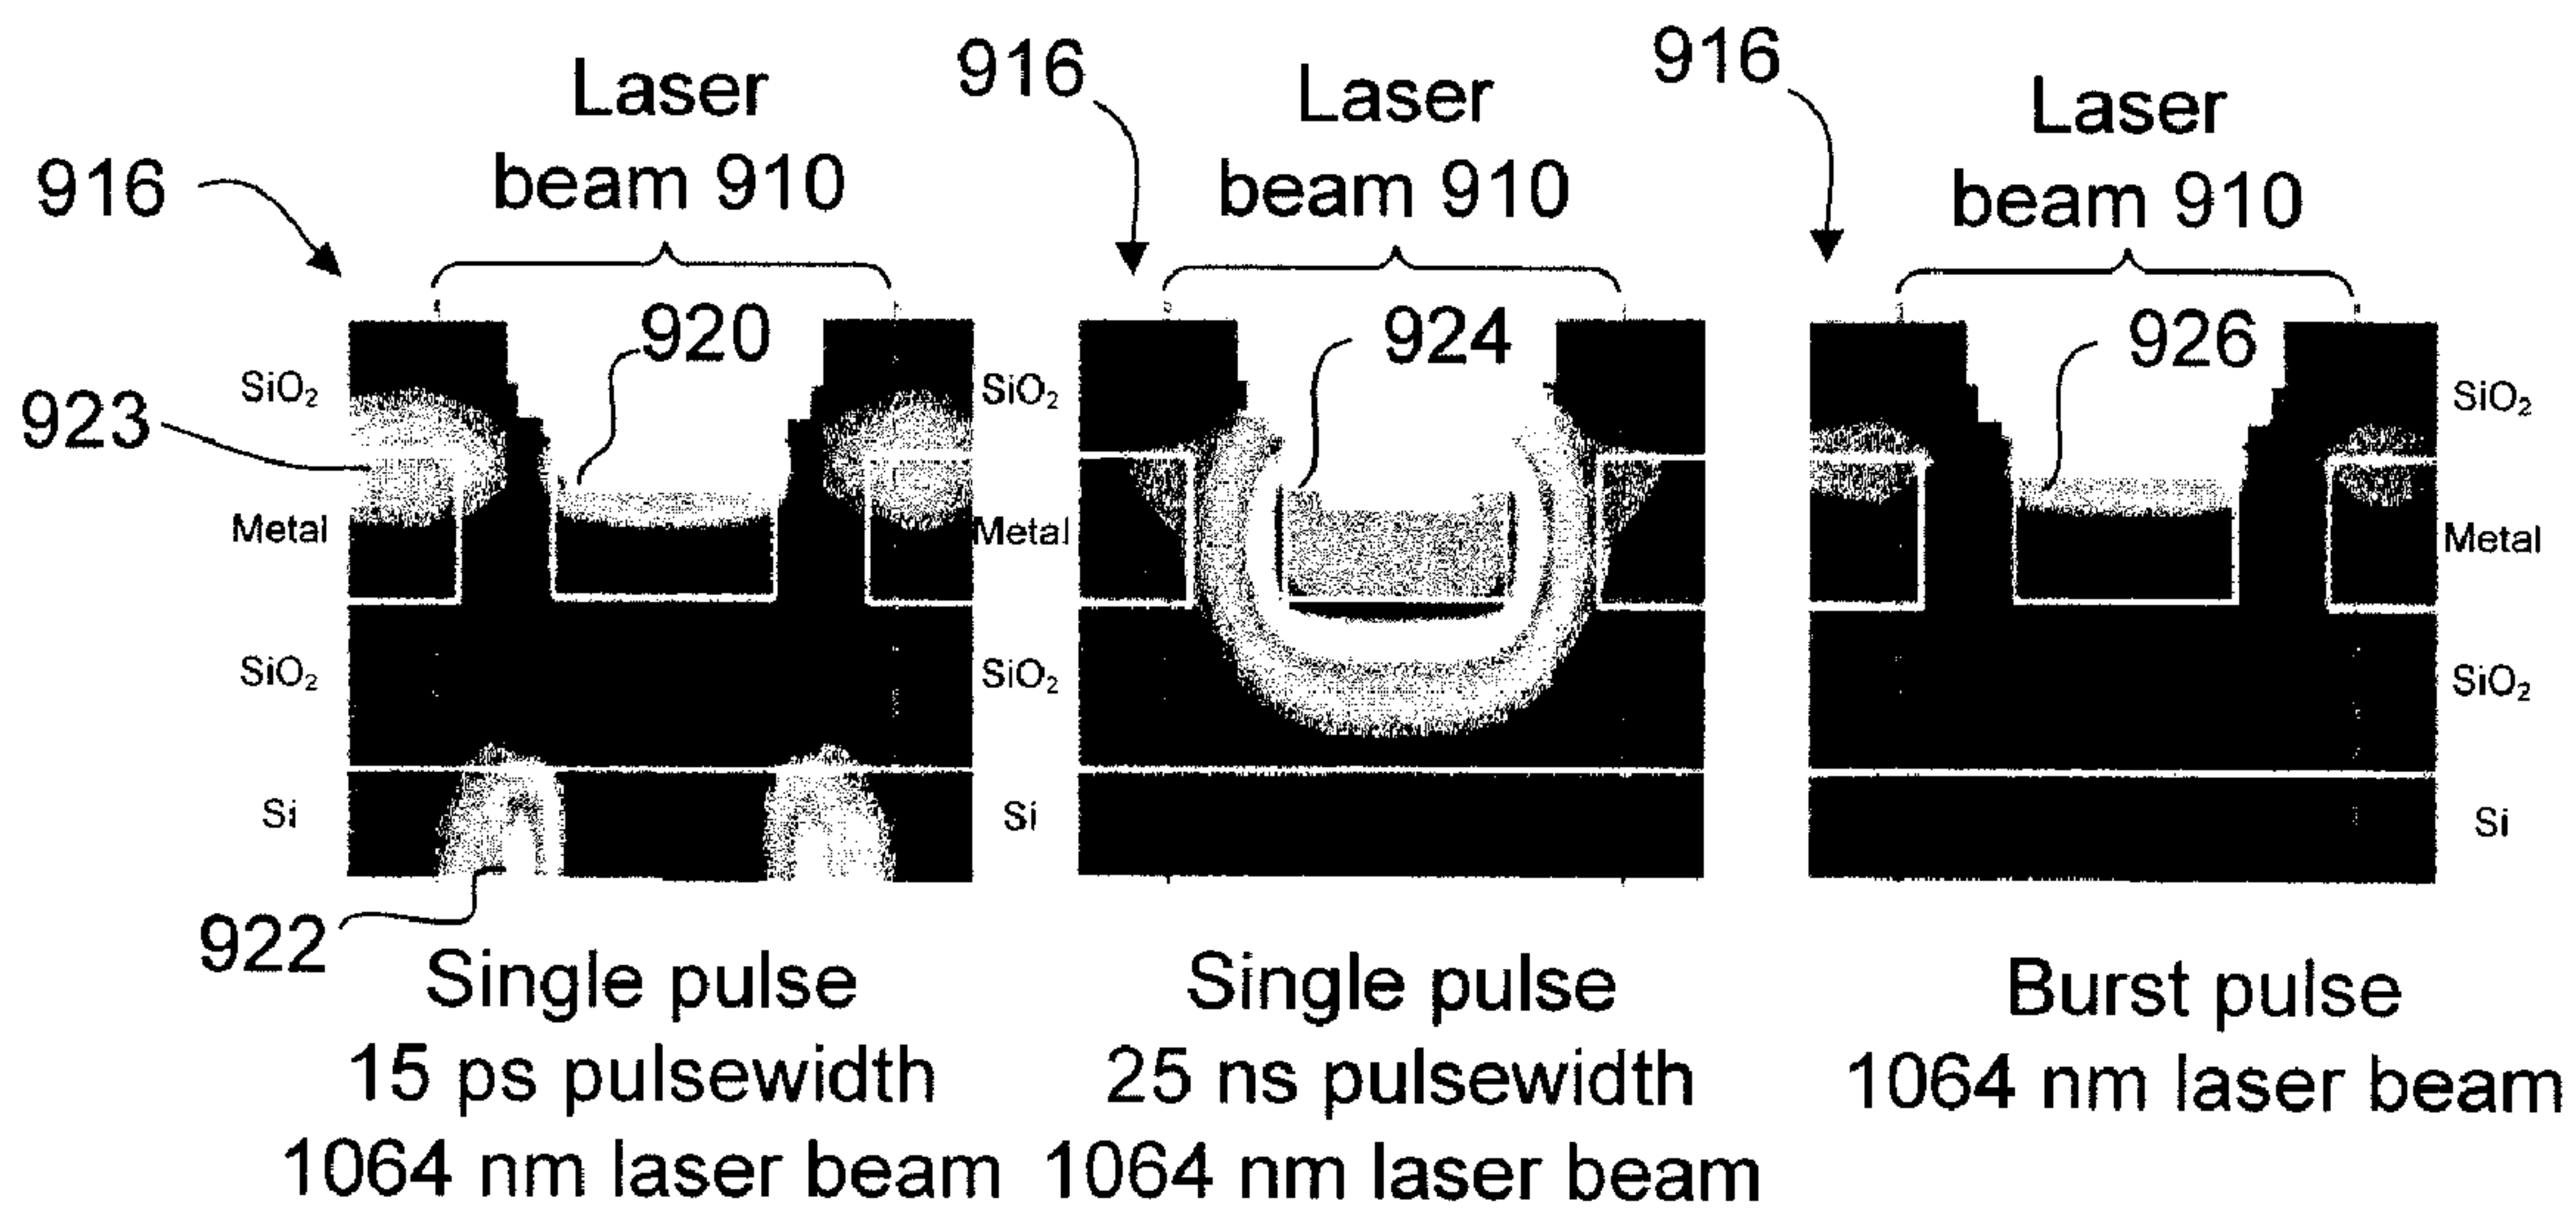 916
Laser
beam 910
920
923
SiO₂
Metal
SiO₂
Si
922
Single pulse
15 ps pulsewidth
1064 nm laser beam
916
Laser
beam 910
924
SiO₂
Metal
SiO₂
Si
Single pulse
25 ns pulsewidth
1064 nm laser beam
916
Laser
beam 910
926
SiO₂
Metal
SiO₂
Si
Burst pulse
1064 nm laser beam